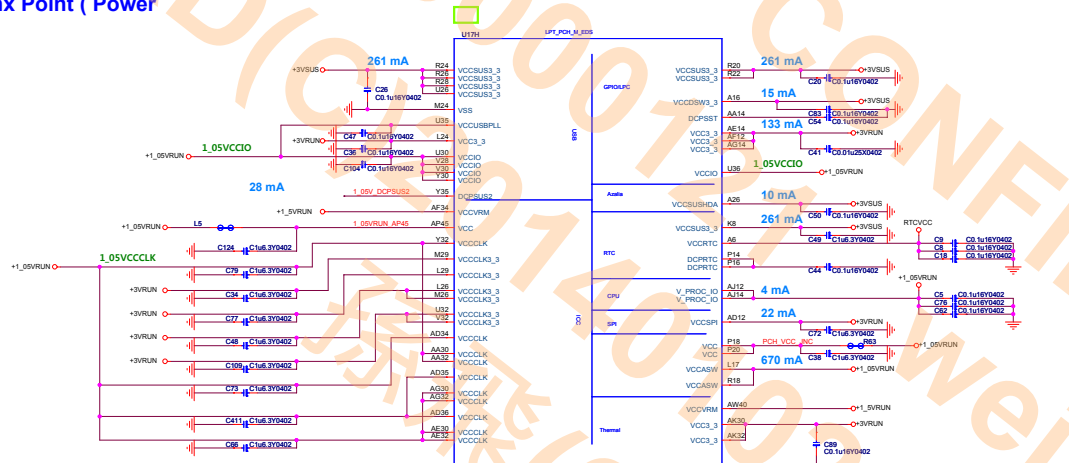 nx Point ( Power
U17H
LPT_PCH_M_EDS
+3VSUS
261 mA
R24
R26
R28
U26
VCCSUS3_3
VCCSUS3_3
VCCSUS3_3
VCCSUS3_3
C26
C0.1u16Y0402
M24
VSS
U35
VCCUSBPLL
C47
C0.1u16Y0402
+3VRUN
L24
VCC3_3
+1_05VRUN
1_05VCCIO
C36
C0.1u16Y0402
C104
C0.1u16Y0402
U30
V28
V30
Y30
VCCIO
VCCIO
VCCIO
VCCIO
28 mA
1_05V_DCPSUS2
Y35
DCPSUS2
+1_5VRUN
AF34
VCCVRM
+1_05VRUN
L5
1_05VRUN_AP45
AP45
VCC
C124
C1u6.3Y0402
Y32
VCCCLK
+1_05VRUN
1_05VCCCLK
C79
C1u6.3Y0402
M29
VCCCLK3_3
+3VRUN
C34
C1u6.3Y0402
L29
VCCCLK3_3
+3VRUN
C77
C1u6.3Y0402
L26
M26
VCCCLK3_3
VCCCLK3_3
+3VRUN
C48
C1u6.3Y0402
U32
V32
VCCCLK3_3
VCCCLK3_3
+3VRUN
C109
C1u6.3Y0402
AD34
VCCCLK
AA30
AA32
VCCCLK
VCCCLK
C73
C1u6.3Y0402
AD35
VCCCLK
AG30
AG32
VCCCLK
VCCCLK
C411
C1u6.3Y0402
AD36
VCCCLK
C66
C1u6.3Y0402
AE30
AE32
VCCCLK
VCCCLK
GPIO/LPC
USB
Azalia
RTC
CPU
ICC
SPI
Thermal
VCCSUS3_3
VCCSUS3_3
R20
R22
261 mA
+3VSUS
C20
C0.1u16Y0402
VCCDSW3_3
A16
15 mA
+3VSUS
DCPSST
AA14
C83
C0.1u16Y0402
C54
C0.1u16Y0402
VCC3_3
VCC3_3
VCC3_3
AE14
AF12
AG14
133 mA
+3VRUN
C41
C0.01u25X0402
VCCIO
U36
1_05VCCIO
+1_05VRUN
VCCSUSHDA
A26
10 mA
+3VSUS
C50
C0.1u16Y0402
VCCSUS3_3
K8
261 mA
+3VSUS
C49
C1u6.3Y0402
VCCRTC
A6
RTCVCC
C9
C0.1u16Y0402
C8
C0.1u16Y0402
C18
C0.1u16Y0402
DCPRTC
DCPRTC
P14
P16
C44
C0.1u16Y0402
+1_05VRUN
V_PROC_IO
V_PROC_IO
AJ12
AJ14
4 mA
C5
C0.1u16Y0402
C76
C0.1u16Y0402
C62
C0.1u16Y0402
VCCSPI
AD12
22 mA
+3VRUN
C72
C1u6.3Y0402
VCC
VCC
P18
P20
PCH_VCC_INC
R63
+1_05VRUN
C38
C1u6.3Y0402
VCCASW
L17
670 mA
+1_05VRUN
VCCASW
R18
VCCVRM
AW40
+1_5VRUN
VCC3_3
VCC3_3
AK30
AK32
+3VRUN
C89
C0.1u16Y0402